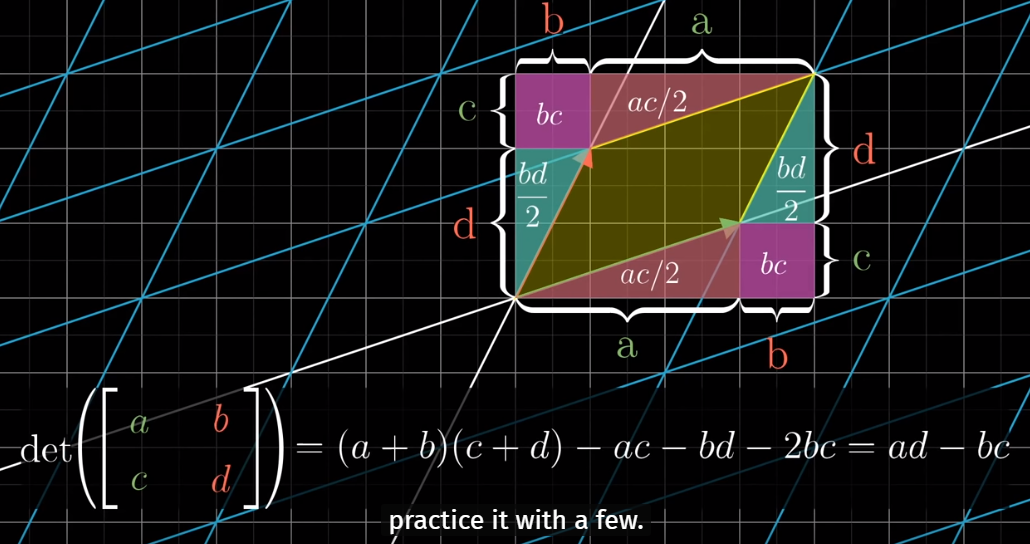 b a
c bc ac/2 d
bd/2 bd/2
d ac/2 bc c
a b
det([a b
c d]) = (a + b)(c + d) − ac − bd − 2bc = ad − bc
practice it with a few.